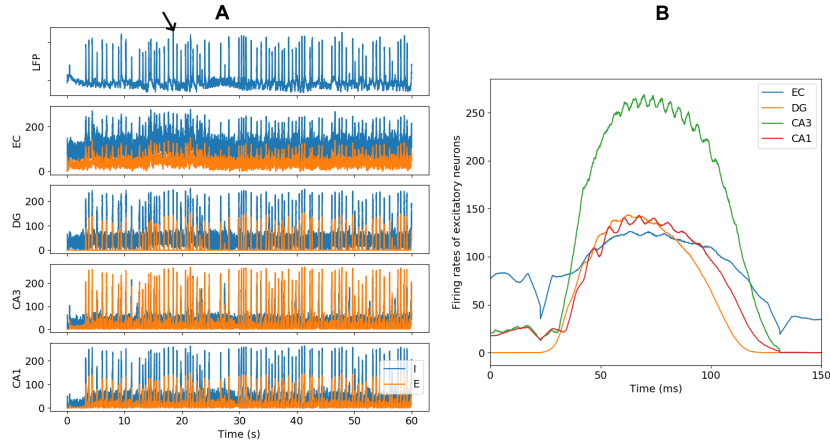 A
LFP
EC
200
0
DG
200
100
0
CA3
200
100
0
CA1
200
100
0
I
E
0 10 20 30 40 50 60
Time (s)
B
Firing rates of excitatory neurons
250
200
150
100
50
0
EC
DG
CA3
CA1
0 50 100 150
Time (ms)